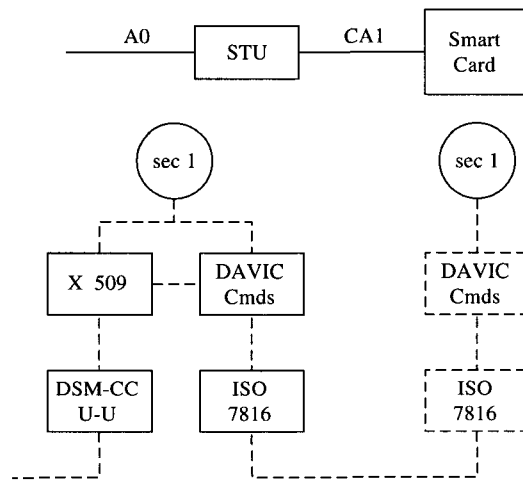 A0
STU
CA1
Smart
Card
sec 1
sec 1
X 509
DAVIC
Cmds
DAVIC
Cmds
DSM-CC
U-U
ISO
7816
ISO
7816